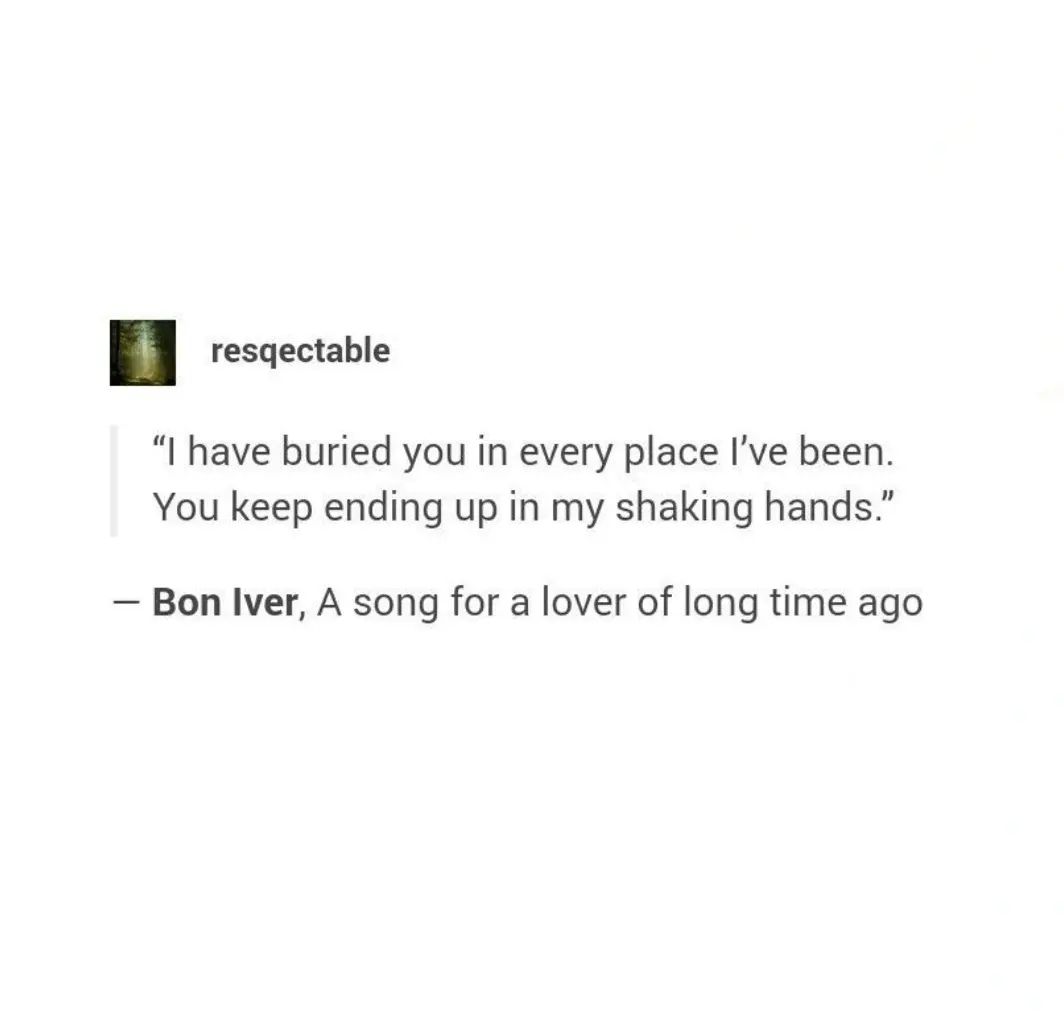 resqectable
“I have buried you in every place I’ve been.
You keep ending up in my shaking hands.”
— Bon Iver, A song for a lover of long time ago